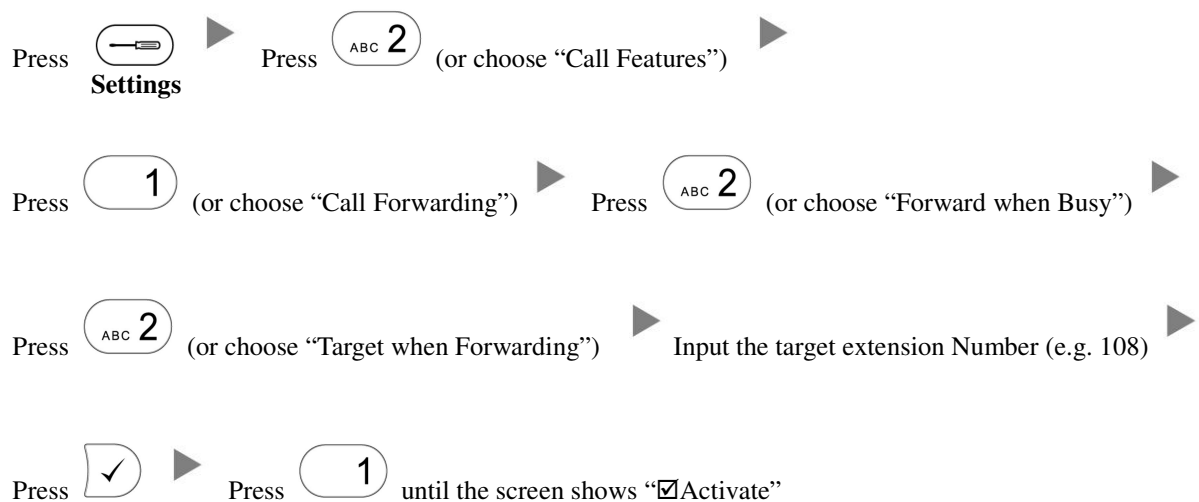 Press Press ABC 2 (or choose “Call Features”)
Settings
Press 1 (or choose “Call Forwarding”) Press ABC 2 (or choose “Forward when Busy”)
Press ABC 2 (or choose “Target when Forwarding”) Input the target extension Number (e.g. 108)
Press ✓ Press 1 until the screen shows “☑Activate”